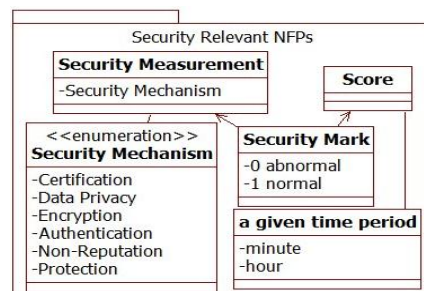 Security Relevant NFPs
Security Measurement
-Security Mechanism
Score
<<enumeration>>
Security Mechanism
-Certification
-Data Privacy
-Encryption
-Authentication
-Non-Reputation
-Protection
Security Mark
-0 abnormal
-1 normal
a given time period
-minute
-hour